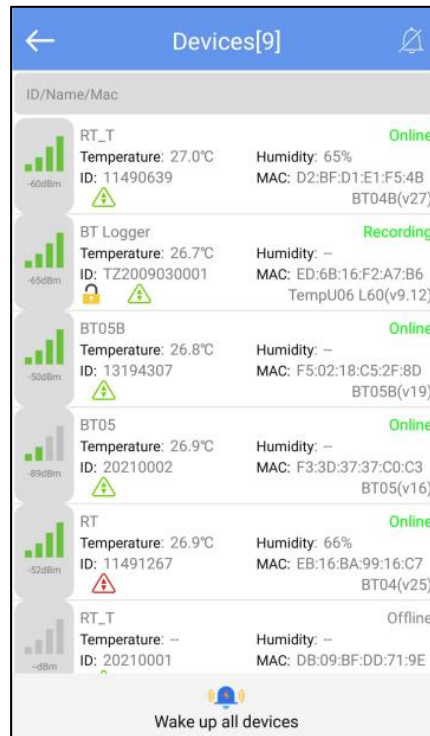 Devices[9]
ID/Name/Mac
RT_T Online
Temperature: 27.0℃ Humidity: 65%
-60dBm ID: 11490639 MAC: D2:BF:D1:E1:F5:4B
BT04B(v27)
BT Logger Recording
Temperature: 26.7℃ Humidity: --
-65dBm ID: TZ2009030001 MAC: ED:6B:16:F2:A7:B6
TempU06 L60(v9.12)
BT05B Online
Temperature: 26.8℃ Humidity: --
-50dBm ID: 13194307 MAC: F5:02:18:C5:2F:8D
BT05B(v19)
BT05 Online
Temperature: 26.9℃ Humidity: --
-89dBm ID: 20210002 MAC: F3:3D:37:37:C0:C3
BT05(v16)
RT Online
Temperature: 26.9℃ Humidity: 66%
-52dBm ID: 11491267 MAC: EB:16:BA:99:16:C7
BT04(v25)
RT_T Offline
Temperature: -- Humidity: --
--dBm ID: 20210001 MAC: DB:09:BF:DD:71:9E
Wake up all devices